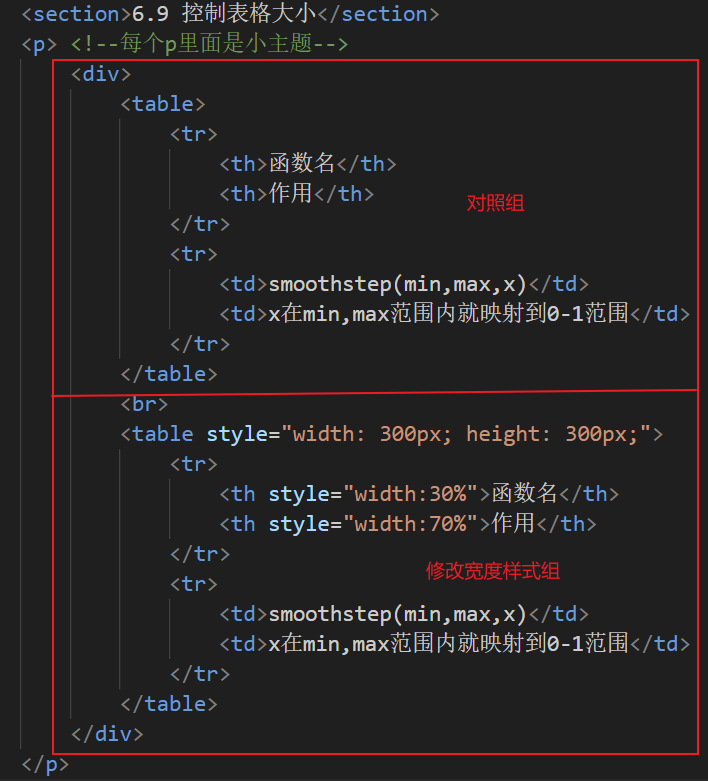 <section>6.9 控制表格大小</section>
<p> <!--每个p里面是小主题-->
<div>
<table>
<tr>
<th>函数名</th>
<th>作用</th>
对照组
</tr>
<tr>
<td>smoothstep(min,max,x)</td>
<td>x在min,max范围内就映射到0-1范围</td>
</tr>
</table>
<br>
<table style="width: 300px; height: 300px;">
<tr>
<th style="width:30%">函数名</th>
<th style="width:70%">作用</th>
</tr>
修改宽度样式组
<tr>
<td>smoothstep(min,max,x)</td>
<td>x在min,max范围内就映射到0-1范围</td>
</tr>
</table>
</div>
</p>